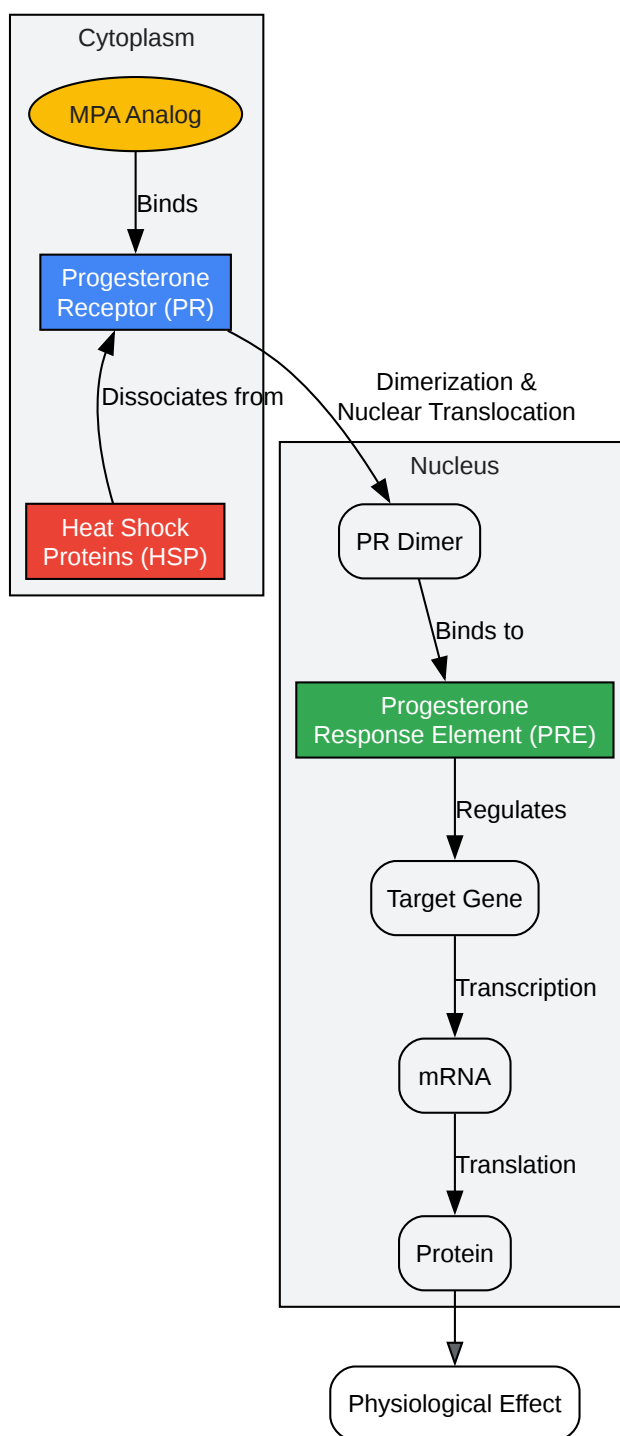 Cytoplasm
MPA Analog
Binds
Progesterone
Receptor (PR)
Dissociates from
Heat Shock
Proteins (HSP)
Dimerization &
Nuclear Translocation
Nucleus
PR Dimer
Binds to
Progesterone
Response Element (PRE)
Regulates
Target Gene
Transcription
mRNA
Translation
Protein
Physiological Effect